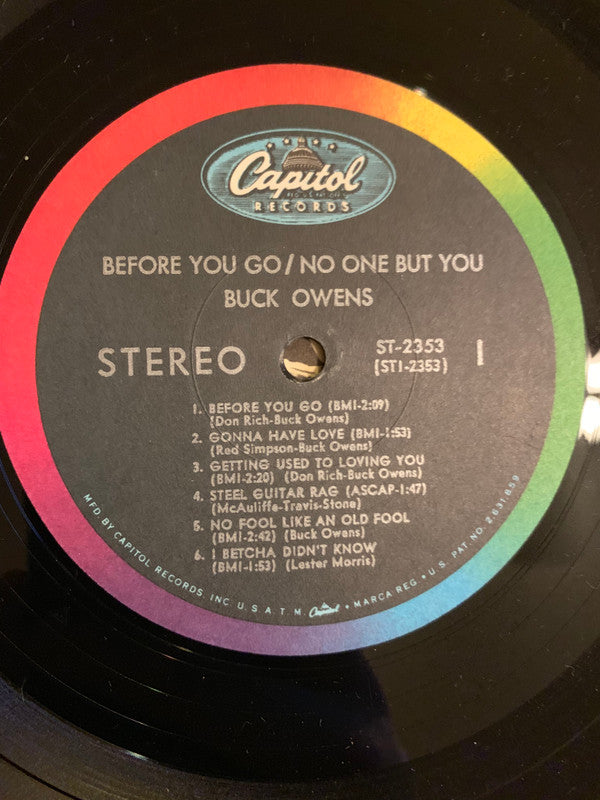 Capitol
RECORDS
BEFORE YOU GO/NO ONE BUT YOU
BUCK OWENS
STEREO
ST-2353
(ST1-2353)
1
1. BEFORE YOU GO (BMI-2:09)
(Don Rich-Buck Owens)
2. GONNA HAVE LOVE (BMI-1:53)
(Red Simpson-Buck Owens)
3. GETTING USED TO LOVING YOU
(BMI-2:20) (Don Rich-Buck Owens)
4. STEEL GUITAR RAG (ASCAP-1:47)
(McAuliffe-Travis-Stone)
5. NO FOOL LIKE AN OLD FOOL
(BMI-2:42) (Buck Owens)
6. I BETCHA DIDN'T KNOW
(BMI-1:53) (Lester Morris)
MFD BY CAPITOL RECORDS, INC. U.S.A. T.M. Capitol • MARCA REG. • U.S. PAT. NO. 2,631,859